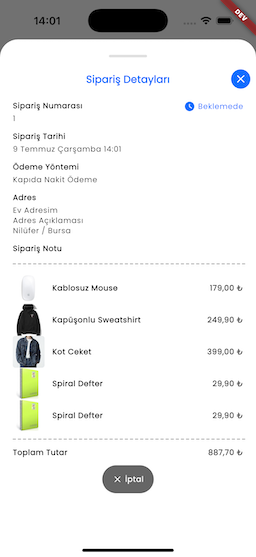 14:01
DEV
Sipariş Detayları
Sipariş Numarası
Beklemede
1
Sipariş Tarihi
9 Temmuz Çarşamba 14:01
Ödeme Yöntemi
Kapıda Nakit Ödeme
Adres
Ev Adresim
Adres Açıklaması
Nilüfer / Bursa
Sipariş Notu
Kablosuz Mouse 179,00 ₺
Kapüşonlu Sweatshirt 249,90 ₺
Kot Ceket 399,00 ₺
Spiral Defter 29,90 ₺
Spiral Defter 29,90 ₺
Toplam Tutar 887,70 ₺
İptal